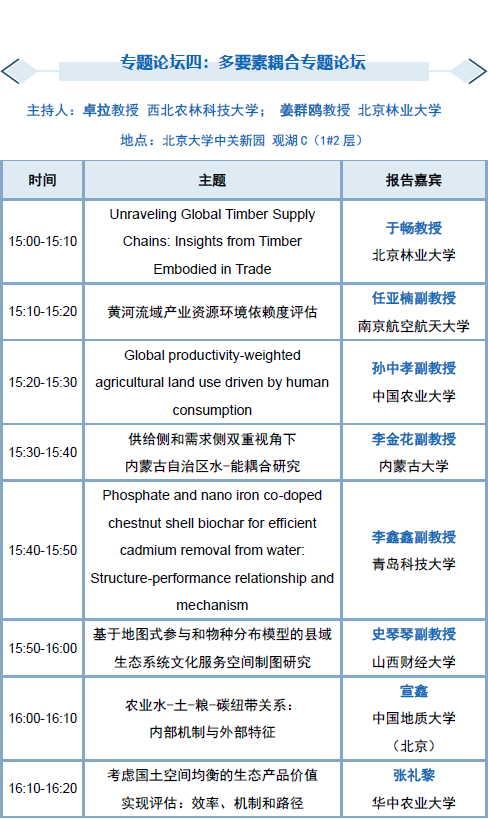 专题论坛四：多要素耦合专题论坛
主持人：卓拉教授 西北农林科技大学； 姜群鸥教授 北京林业大学
地点：北京大学中关新园 观湖C（1#2层）
时间 主题 报告嘉宾
15:00-15:10
Unraveling Global Timber Supply
Chains: Insights from Timber
Embodied in Trade
于畅教授
北京林业大学
15:10-15:20
黄河流域产业资源环境依赖度评估
任亚楠副教授
南京航空航天大学
15:20-15:30
Global productivity-weighted
agricultural land use driven by human
consumption
孙中孝副教授
中国农业大学
15:30-15:40
供给侧和需求侧双重视角下
内蒙古自治区水-能耦合研究
李金花副教授
内蒙古大学
15:40-15:50
Phosphate and nano iron co-doped
chestnut shell biochar for efficient
cadmium removal from water:
Structure-performance relationship and
mechanism
李鑫鑫副教授
青岛科技大学
15:50-16:00
基于地图式参与和物种分布模型的县域
生态系统文化服务空间制图研究
史琴琴副教授
山西财经大学
16:00-16:10
农业水-土-粮-碳纽带关系：
内部机制与外部特征
宣鑫
中国地质大学
（北京）
16:10-16:20
考虑国土空间均衡的生态产品价值
实现评估：效率、机制和路径
张礼黎
华中农业大学